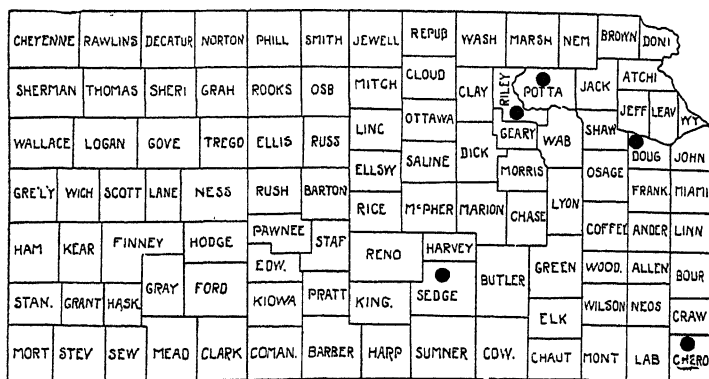 CHEYENNE RAWLINS DECATUR NORTON PHILL SMITH JEWELL REPUB WASH MARSH NEM BROWN DONI
SHERMAN THOMAS SHERI GRAH ROOKS OSB MITCH CLOUD CLAY RILEY POTTA JACK ATCHI
JEFF LEAV WY
WALLACE LOGAN GOVE TREGO ELLIS RUSS LINC OTTAWA GEARY WAB SHAW DOUG JOHN
ELLSW SALINE DICK MORRIS OSAGE
GRE'LY WICH SCOTT LANE NESS RUSH BARTON RICE McPHER MARION CHASE LYON FRANK. MIAMI
HAM KEAR FINNEY HODGE PAWNEE STAF RENO HARVEY COFFEE ANDER LINN
EDW. BUTLER GREEN WOOD. ALLEN BOUR
STAN. GRANT HASK. GRAY FORD KIOWA PRATT KING. SEDGE ELK WILSON NEOS CRAW
MORT STEV SEW MEAD CLARK COMAN. BARBER HARP SUMNER COW. CHAUT MONT LAB CHERO